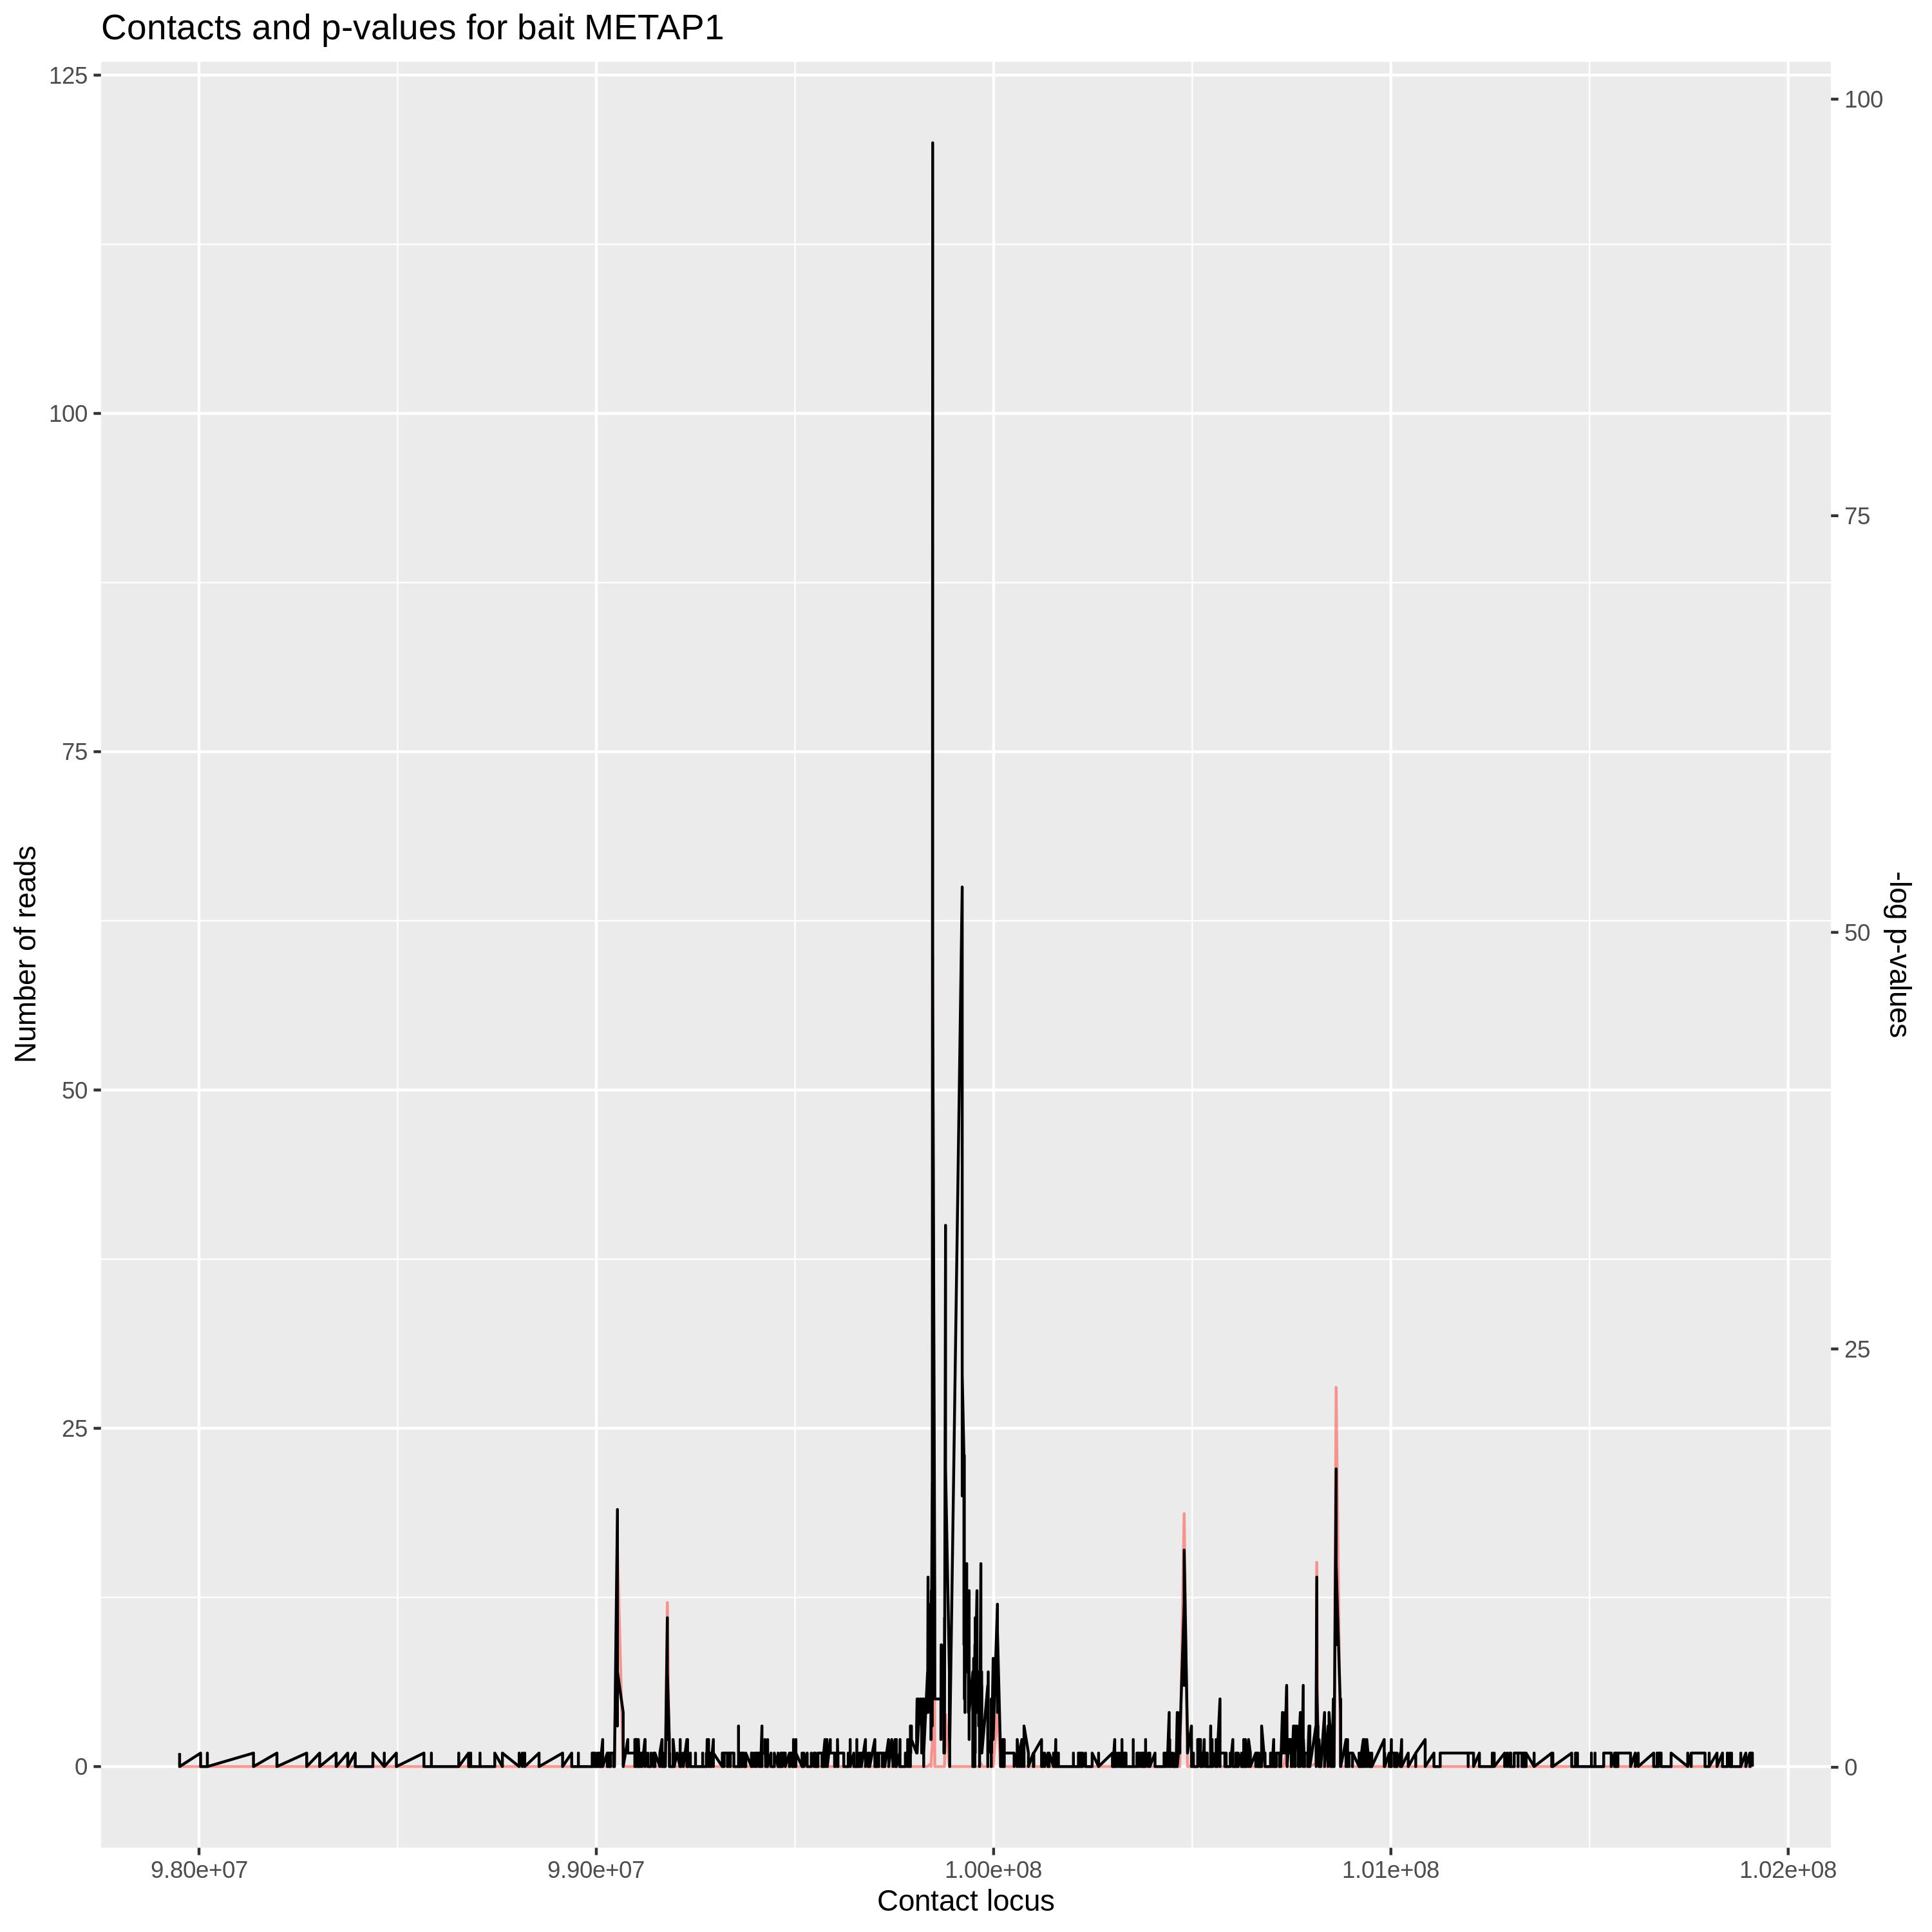 Contacts and p-values for bait METAP1
125
100
75
50
25
0
Number of reads
100
75
50
25
0
-log p-values
9.80e+07
9.90e+07
1.00e+08
1.01e+08
1.02e+08
Contact locus